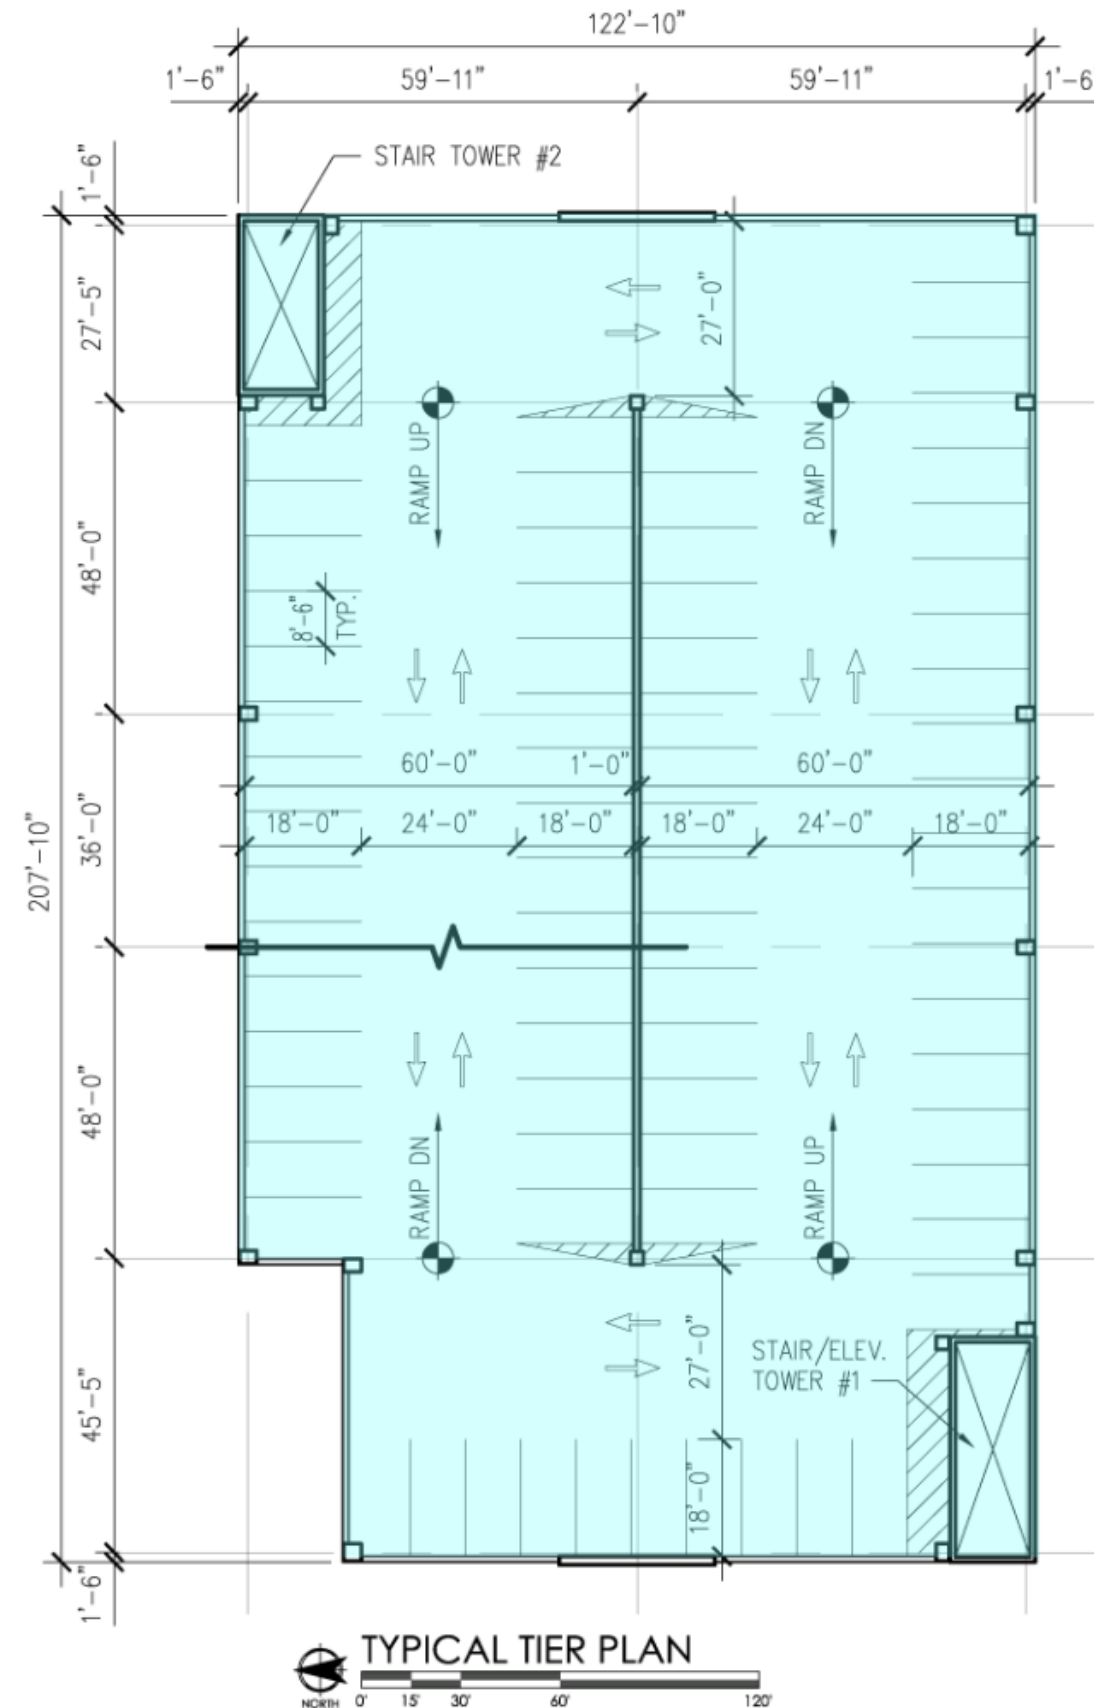 122'-10"
1'-6"
59'-11"
59'-11"
1'-6
STAIR TOWER #2
1'-6"
27'-5"
27'-0"
RAMP UP
RAMP DN
48'-0"
8'-6"
TYP.
60'-0"
1'-0"
60'-0"
18'-0"
24'-0"
18'-0"
18'-0"
24'-0"
18'-0"
36'-0"
207'-10"
48'-0"
RAMP DN
RAMP UP
27'-0"
STAIR/ELEV.
TOWER #1
45'-5"
18'-0"
1'-6"
TYPICAL TIER PLAN
NORTH
0' 15' 30' 60' 120'